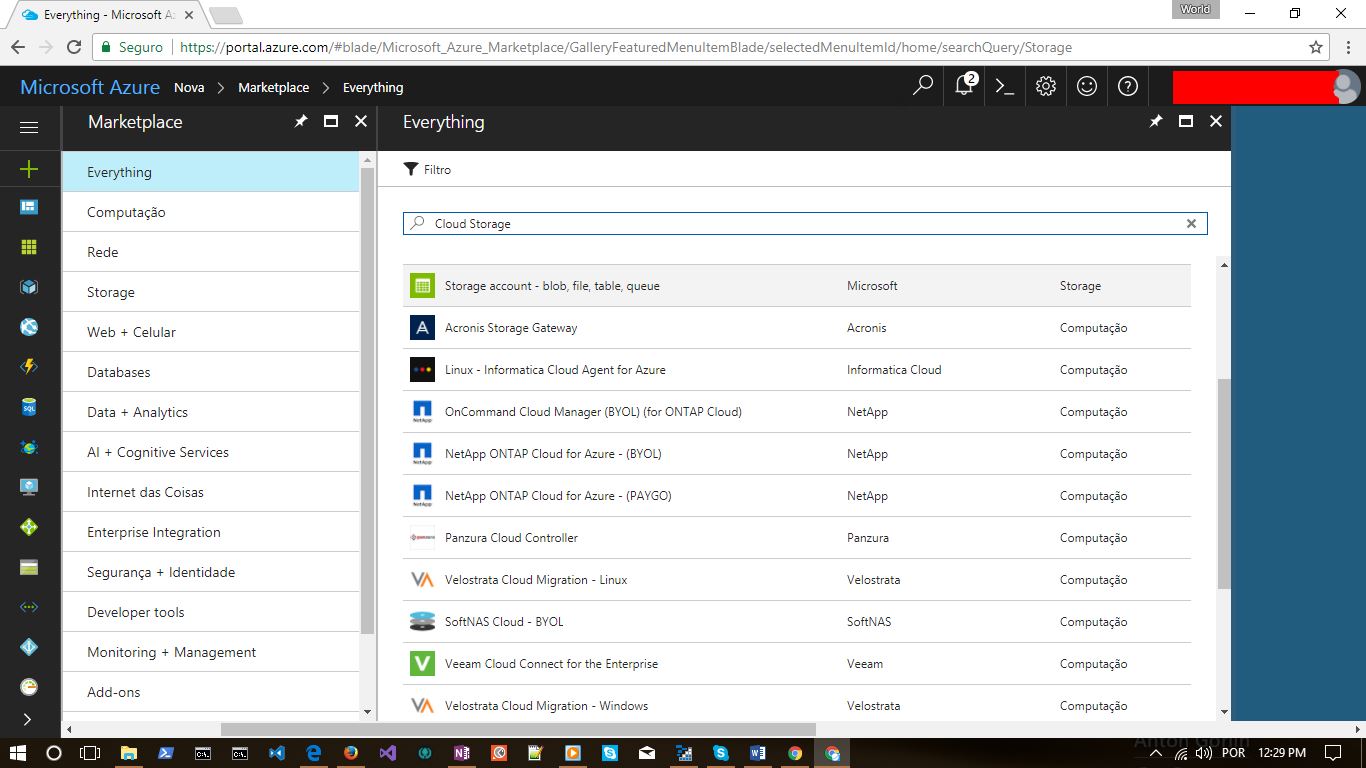 Everything - Microsoft A
World
Seguro
https://portal.azure.com/#blade/Microsoft_Azure_Marketplace/GalleryFeaturedMenuItemBlade/selectedMenuItemId/home/searchQuery/Storage
Microsoft Azure Nova > Marketplace > Everything
2
Marketplace
Everything
Computação
Rede
Storage
Web + Celular
Databases
Data + Analytics
AI + Cognitive Services
Internet das Coisas
Enterprise Integration
Segurança + Identidade
Developer tools
Monitoring + Management
Add-ons
SQL
Everything
Filtro
Cloud Storage
Storage account - blob, file, table, queue Microsoft Storage
Acronis Storage Gateway Acronis Computação
Linux - Informatica Cloud Agent for Azure Informatica Cloud Computação
NetApp OnCommand Cloud Manager (BYOL) (for ONTAP Cloud) NetApp Computação
NetApp NetApp ONTAP Cloud for Azure - (BYOL) NetApp Computação
NetApp NetApp ONTAP Cloud for Azure - (PAYGO) NetApp Computação
Panzura Cloud Controller Panzura Computação
Velostrata Cloud Migration - Linux Velostrata Computação
SoftNAS Cloud - BYOL SoftNAS Computação
Veeam Cloud Connect for the Enterprise Veeam Computação
Velostrata Cloud Migration - Windows Velostrata Computação
POR 12:29 PM